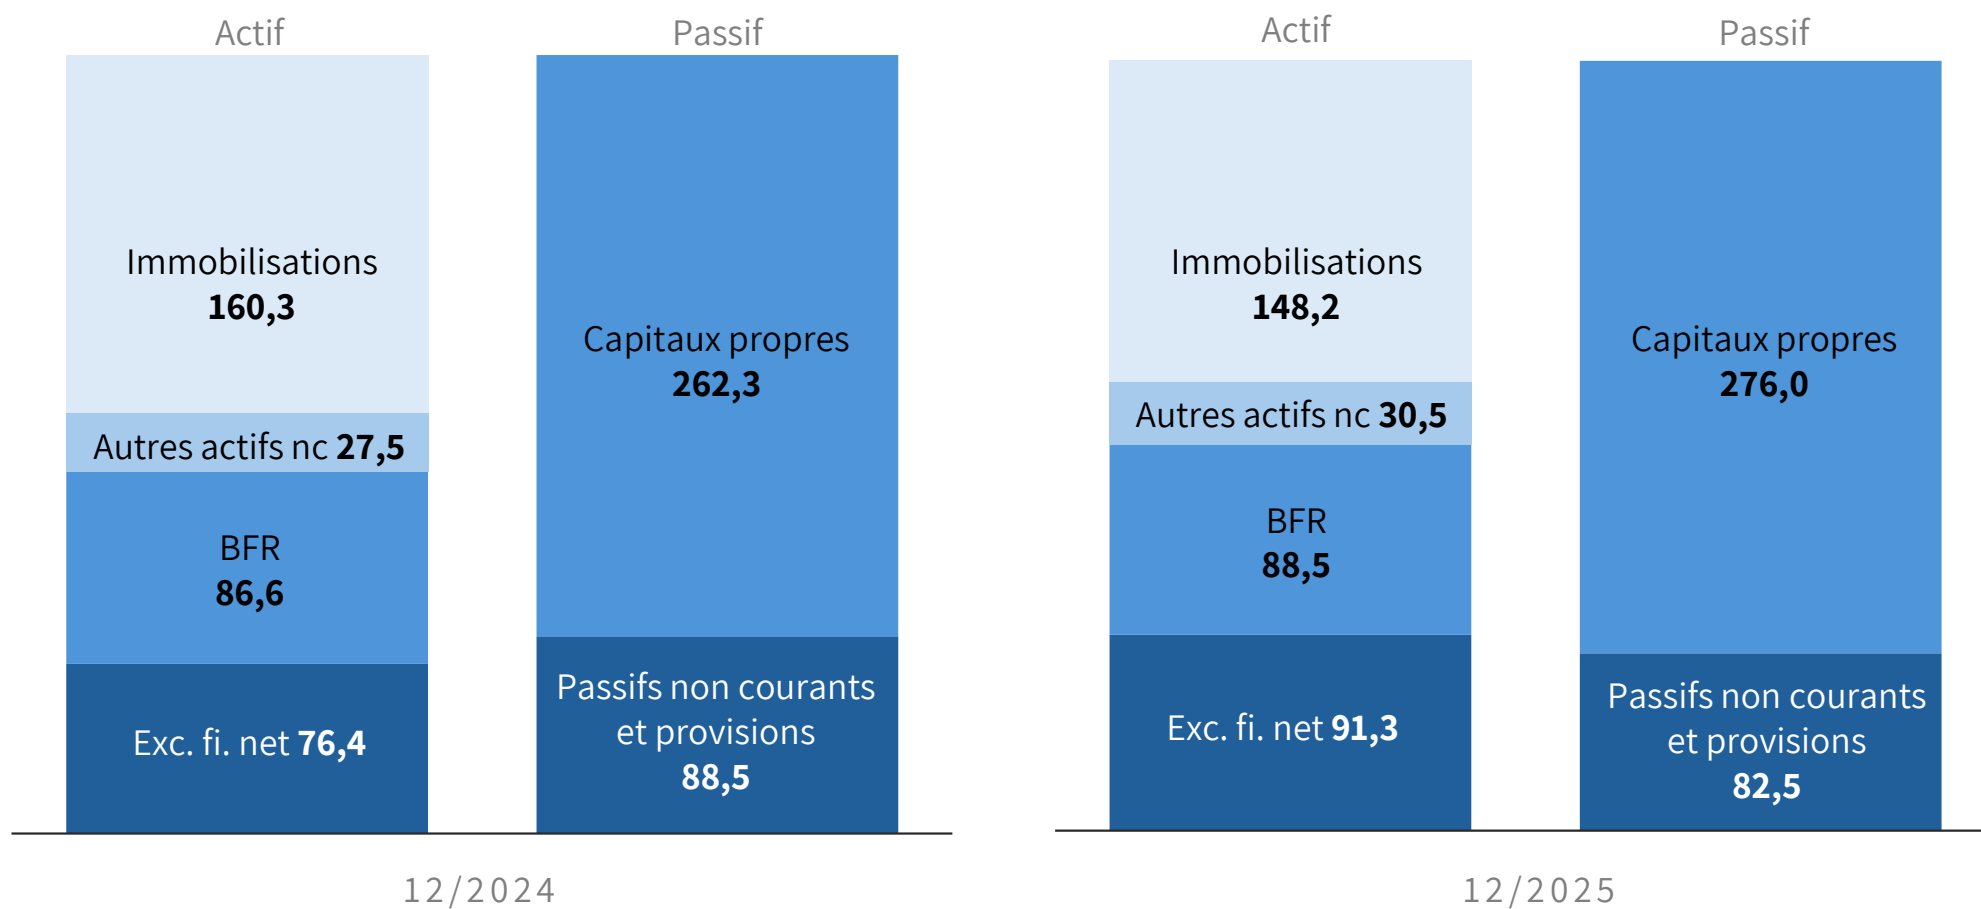 Actif
Passif
Immobilisations
160,3
Autres actifs nc 27,5
BFR
86,6
Exc. fi. net 76,4
Capitaux propres
262,3
Passifs non courants
et provisions
88,5
12/2024
Actif
Passif
Immobilisations
148,2
Autres actifs nc 30,5
BFR
88,5
Exc. fi. net 91,3
Capitaux propres
276,0
Passifs non courants
et provisions
82,5
12/2025